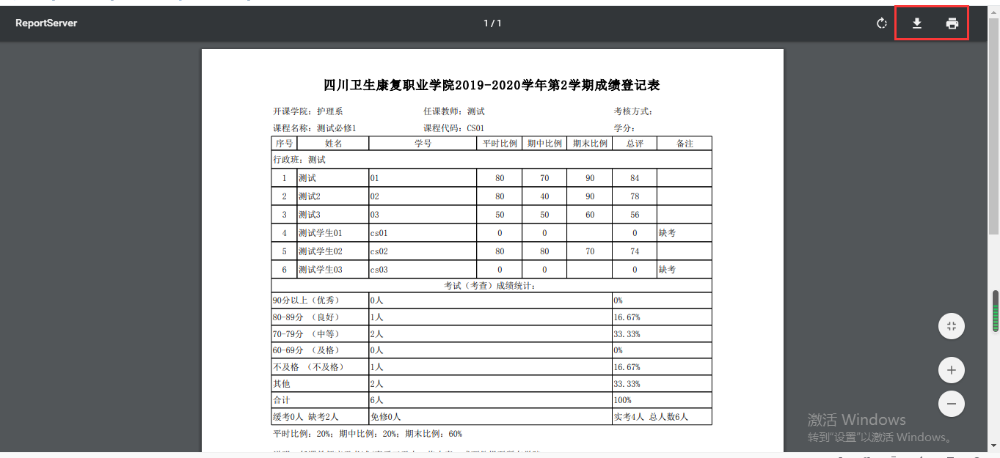 ReportServer 1 / 1
四川卫生康复职业学院2019-2020学年第2学期成绩登记表
开课学院：护理系 任课教师：测试 考核方式：
课程名称：测试必修1 课程代码：CS01 学分：
序号 姓名 学号 平时比例 期中比例 期末比例 总评 备注
行政班：测试
1 测试 01 80 70 90 84
2 测试2 02 80 40 90 78
3 测试3 03 50 50 60 56
4 测试学生01 cs01 0 0 0 缺考
5 测试学生02 cs02 80 80 70 74
6 测试学生03 cs03 0 0 0 缺考
考试（考查）成绩统计：
90分以上（优秀） 0人 0%
80-89分 （良好） 1人 16.67%
70-79分 （中等） 2人 33.33%
60-69分 （及格） 0人 0%
不及格 （不及格） 1人 16.67%
其他 2人 33.33%
合计 6人 100%
缓考0人 缺考2人 免修0人 实考4人 总人数6人
平时比例：20%；期中比例：20%；期末比例：60%
激活 Windows
转到"设置"以激活 Windows。